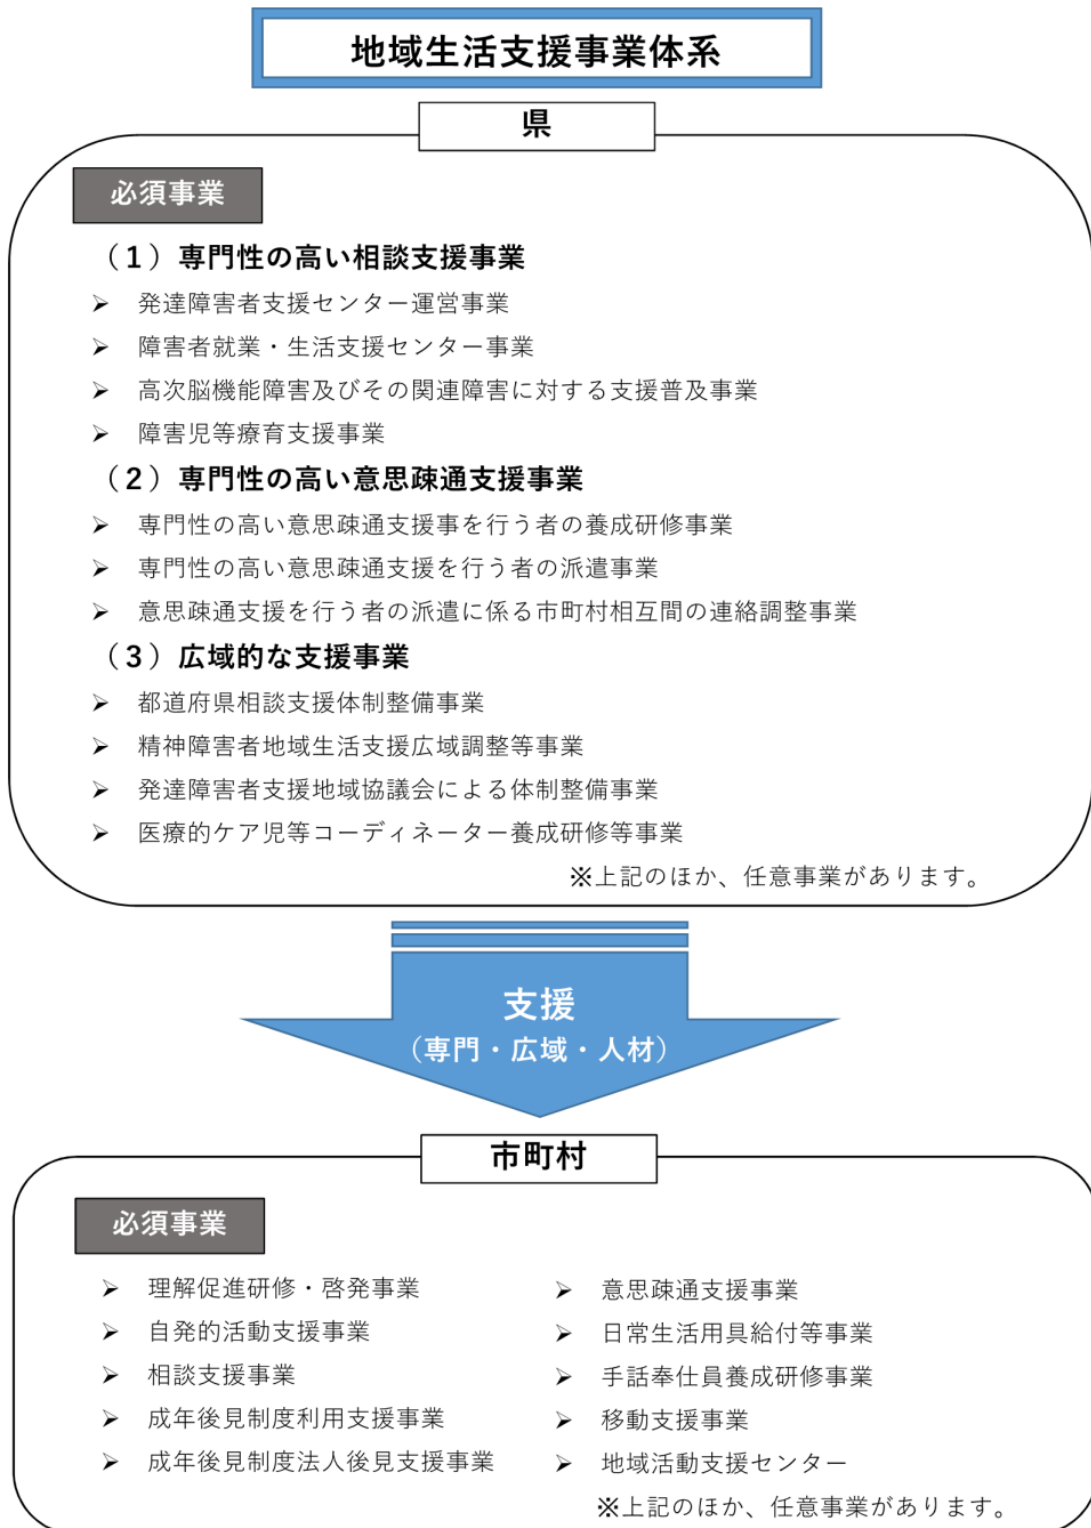 地域生活支援事業体系
県
必須事業
（1）専門性の高い相談支援事業
➢ 発達障害者支援センター運営事業
➢ 障害者就業・生活支援センター事業
➢ 高次脳機能障害及びその関連障害に対する支援普及事業
➢ 障害児等療育支援事業
（2）専門性の高い意思疎通支援事業
➢ 専門性の高い意思疎通支援事を行う者の養成研修事業
➢ 専門性の高い意思疎通支援を行う者の派遣事業
➢ 意思疎通支援を行う者の派遣に係る市町村相互間の連絡調整事業
（3）広域的な支援事業
➢ 都道府県相談支援体制整備事業
➢ 精神障害者地域生活支援広域調整等事業
➢ 発達障害者支援地域協議会による体制整備事業
➢ 医療的ケア児等コーディネーター養成研修等事業
※上記のほか、任意事業があります。
支援
（専門・広域・人材）
市町村
必須事業
➢ 理解促進研修・啓発事業
➢ 自発的活動支援事業
➢ 相談支援事業
➢ 成年後見制度利用支援事業
➢ 成年後見制度法人後見支援事業
➢ 意思疎通支援事業
➢ 日常生活用具給付等事業
➢ 手話奉仕員養成研修事業
➢ 移動支援事業
➢ 地域活動支援センター
※上記のほか、任意事業があります。